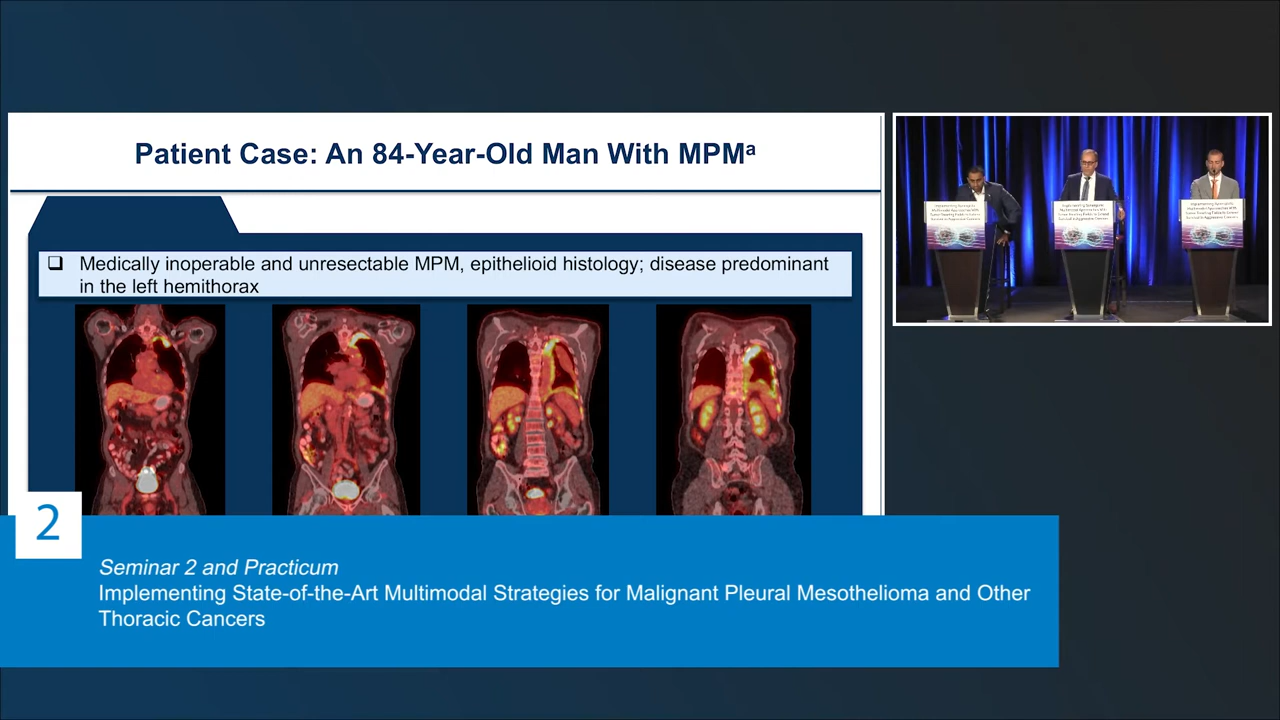 Patient Case: An 84-Year-Old Man With MPMᵃ
Medically inoperable and unresectable MPM, epithelioid histology; disease predominant
in the left hemithorax
2
Seminar 2 and Practicum
Implementing State-of-the-Art Multimodal Strategies for Malignant Pleural Mesothelioma and Other
Thoracic Cancers